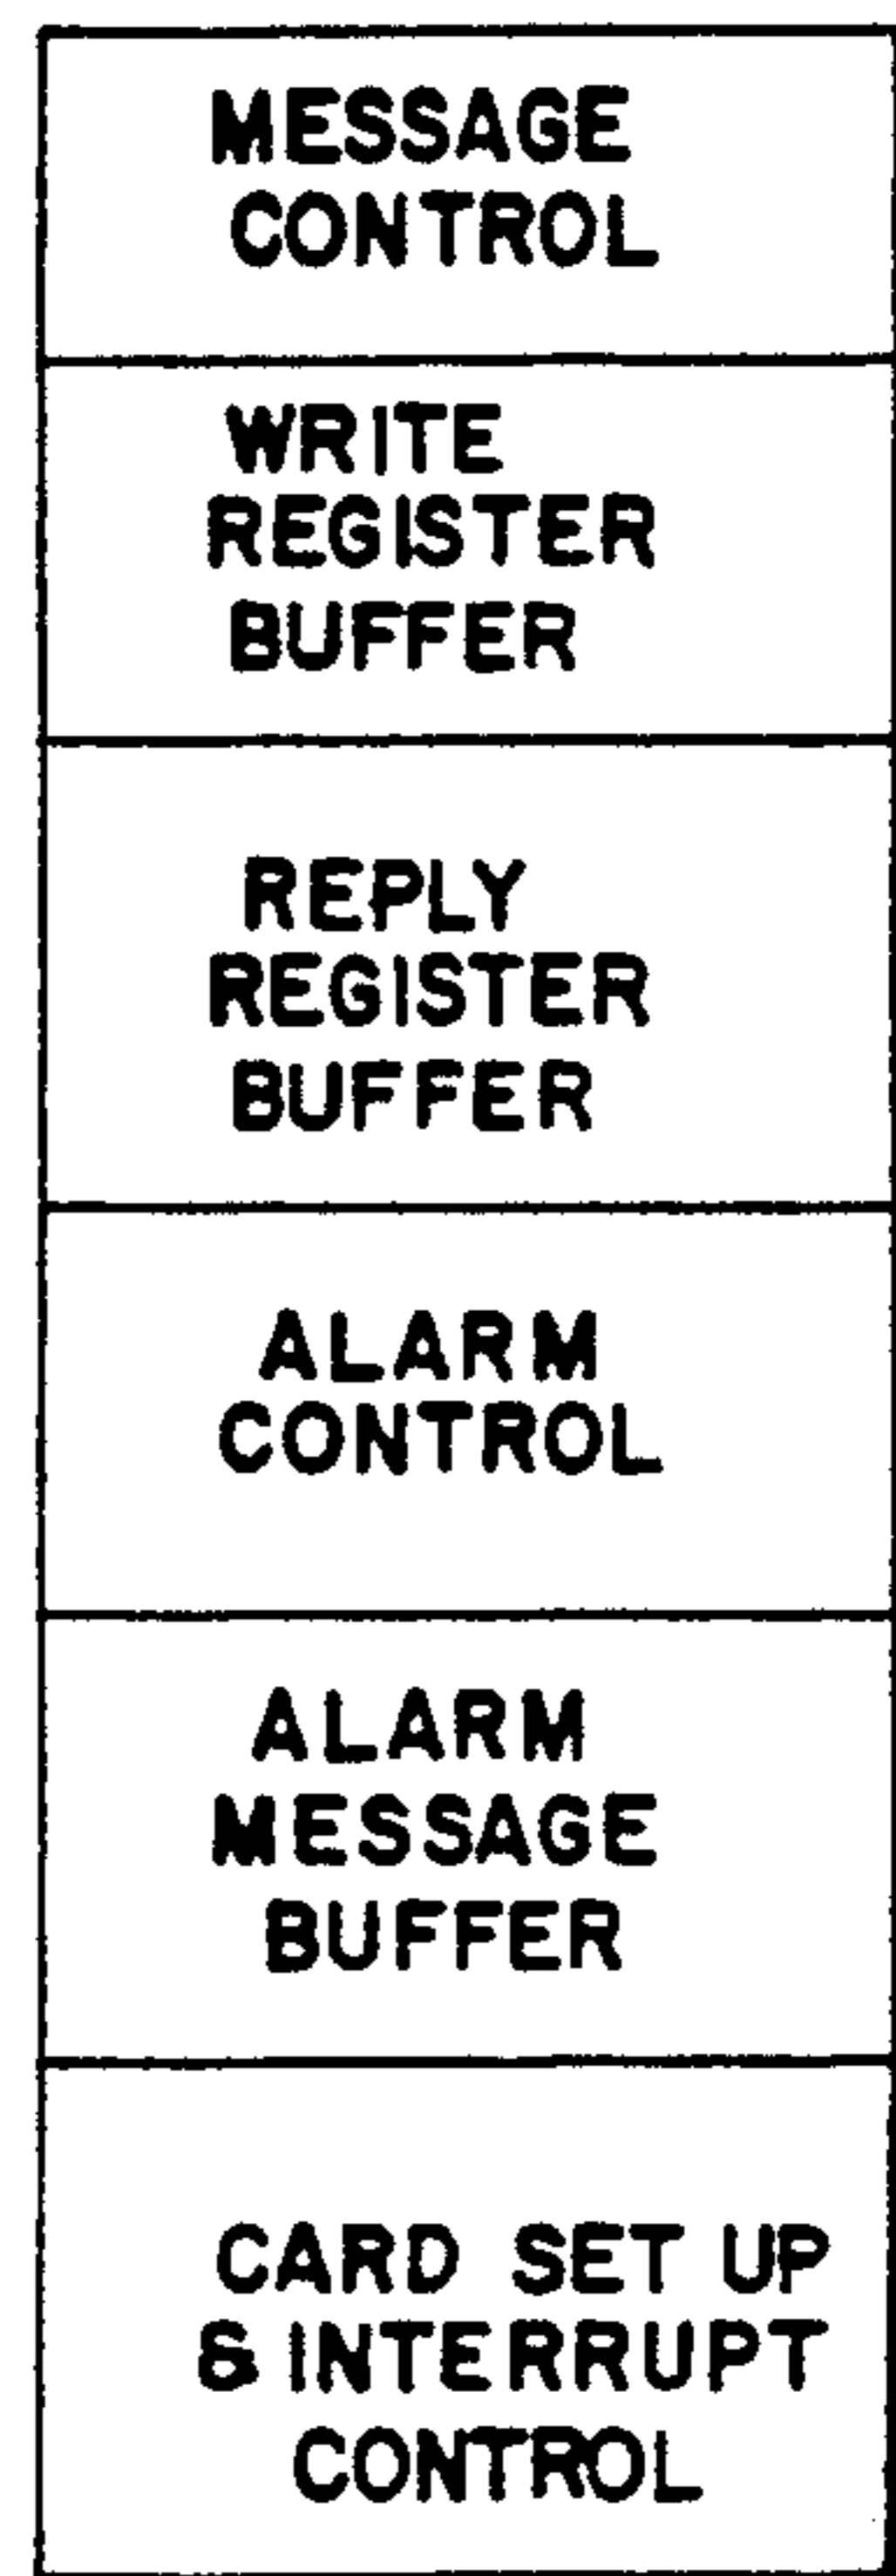 MESSAGE
CONTROL
WRITE
REGISTER
BUFFER
REPLY
REGISTER
BUFFER
ALARM
CONTROL
ALARM
MESSAGE
BUFFER
CARD SET UP
& INTERRUPT
CONTROL